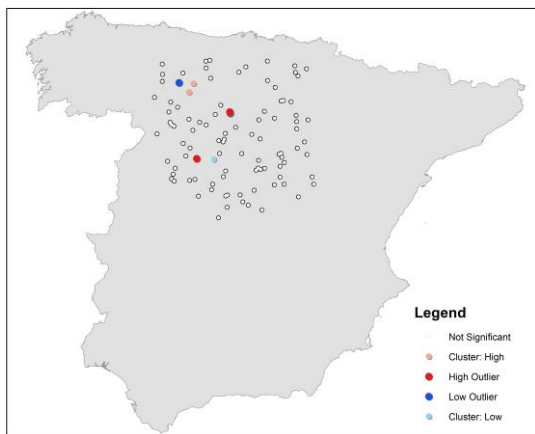 Legend
Not Significant
Cluster: High
High Outlier
Low Outlier
Cluster: Low